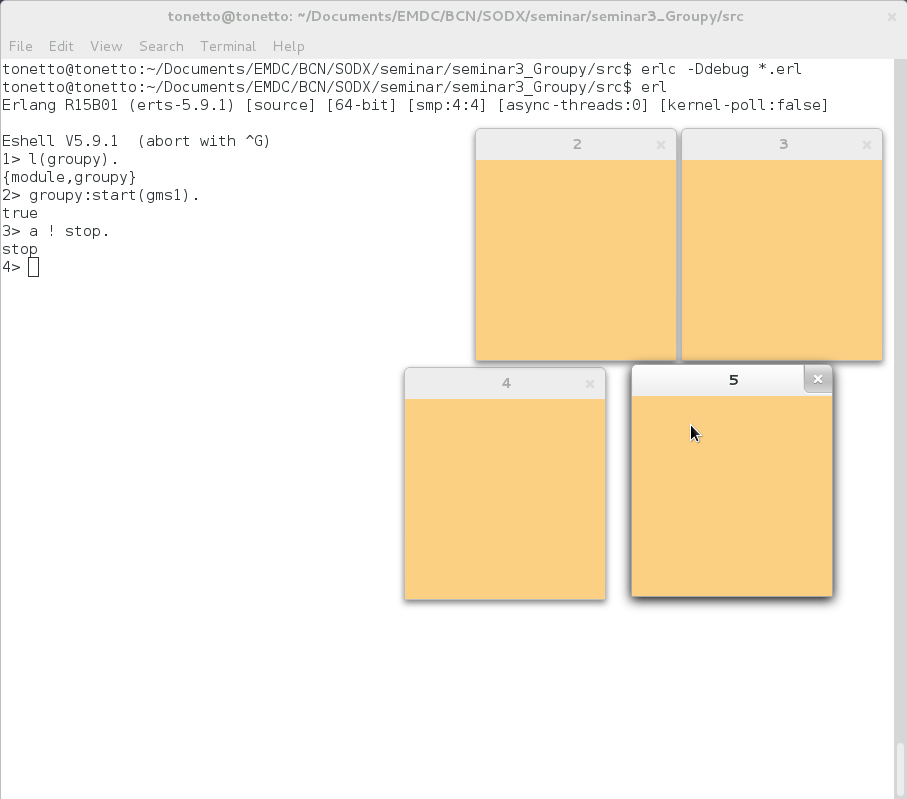 tonetto@tonetto: ~/Documents/EMDC/BCN/SODX/seminar/seminar3_Groupy/src
File Edit View Search Terminal Help
tonetto@tonetto:~/Documents/EMDC/BCN/SODX/seminar/seminar3_Groupy/src$ erlc -Ddebug *.erl
tonetto@tonetto:~/Documents/EMDC/BCN/SODX/seminar/seminar3_Groupy/src$ erl
Erlang R15B01 (erts-5.9.1) [source] [64-bit] [smp:4:4] [async-threads:0] [kernel-poll:false]
Eshell V5.9.1  (abort with ^G)
1> l(groupy).
{module,groupy}
2> groupy:start(gms1).
true
3> a ! stop.
stop
4>
2
3
4
5